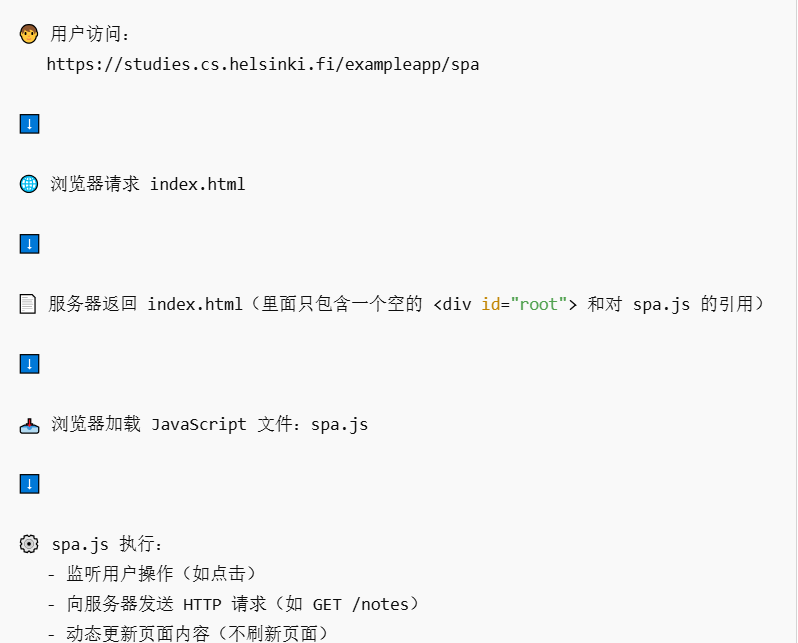 🧑 用户访问：
https://studies.cs.helsinki.fi/exampleapp/spa
⬇️
🌐 浏览器请求 index.html
⬇️
📄 服务器返回 index.html（里面只包含一个空的 <div id="root"> 和对 spa.js 的引用）
⬇️
📥 浏览器加载 JavaScript 文件：spa.js
⬇️
⚙️ spa.js 执行：
- 监听用户操作（如点击）
- 向服务器发送 HTTP 请求（如 GET /notes）
- 动态更新页面内容（不刷新页面）